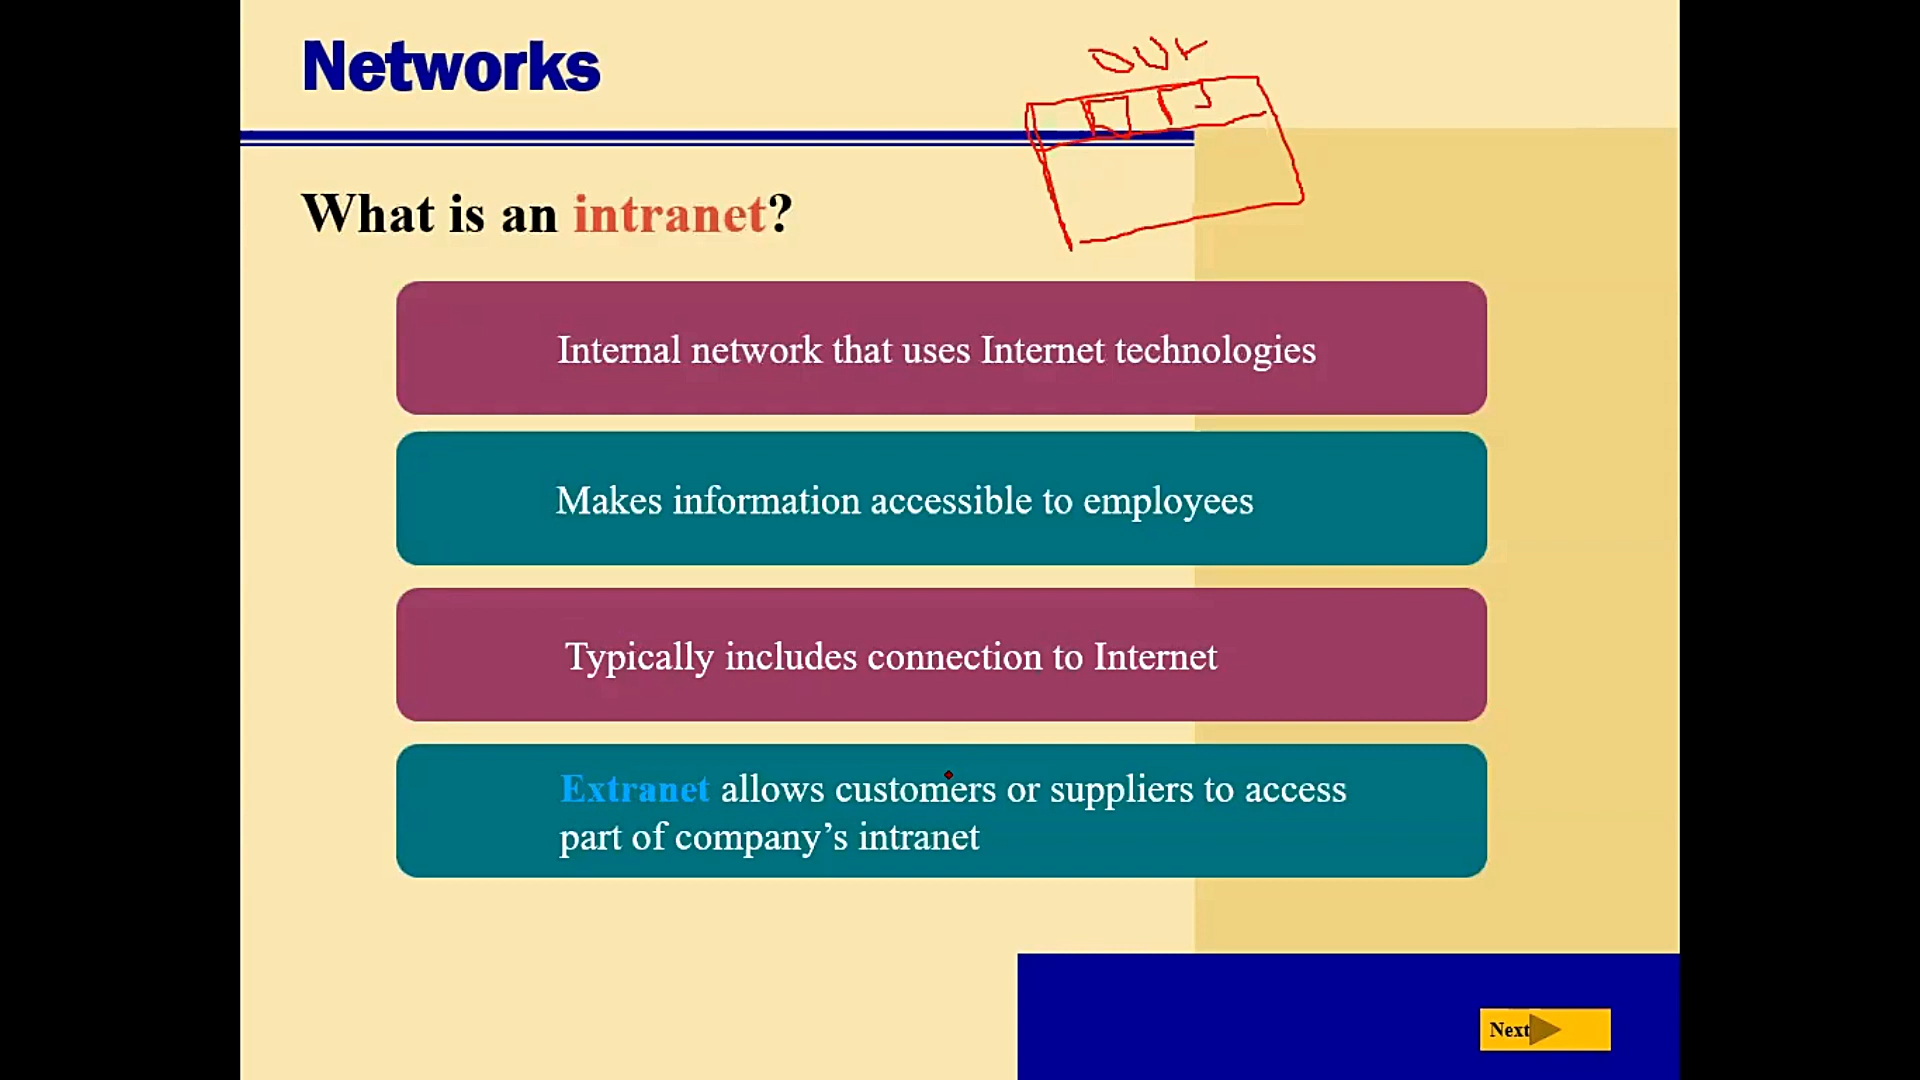 Networks
What is an intranet?
Internal network that uses Internet technologies
Makes information accessible to employees
Typically includes connection to Internet
Extranet allows customers or suppliers to access
part of company’s intranet
Next